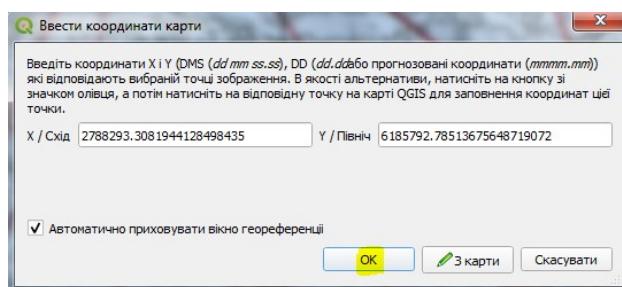 Ввести координати карти
Введіть координати X і Y (DMS (dd mm ss.ss), DD (dd.ddабо прогнозовані координати (mmmm.mm))
які відповідають вибраній точці зображення. В якості альтернативи, натисніть на кнопку зі
значком олівця, а потім натисніть на відповідну точку на карті QGIS для заповнення координат цієї
точки.
X / Схід 2788293.3081944128498435 Y / Північ 6185792.78513675648719072
Автоматично приховувати вікно геореференції
OK З карти Скасувати